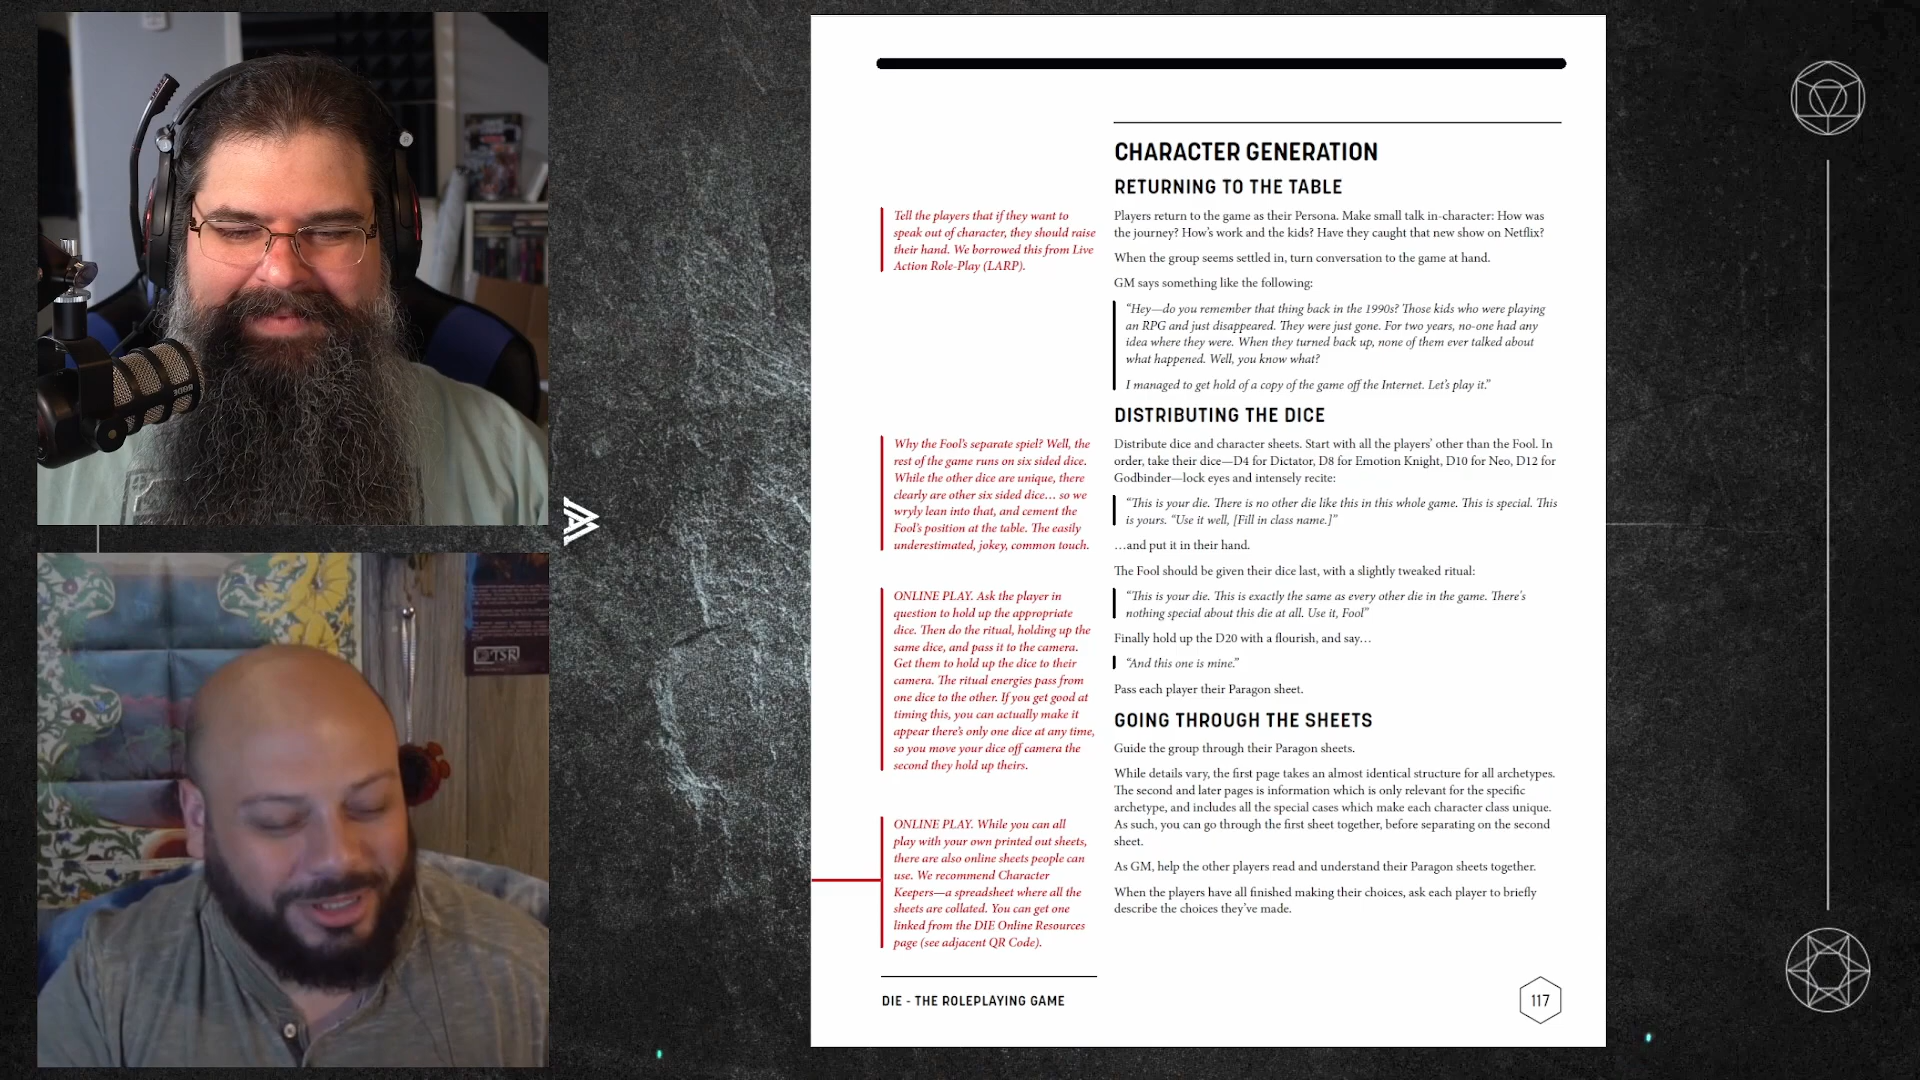 RODE
TSR
CHARACTER GENERATION
RETURNING TO THE TABLE
Tell the players that if they want to
speak out of character, they should raise
their hand. We borrowed this from Live
Action Role-Play (LARP).
Players return to the game as their Persona. Make small talk in-character: How was
the journey? How's work and the kids? Have they caught that new show on Netflix?
When the group seems settled in, turn conversation to the game at hand.
GM says something like the following:
“Hey—do you remember that thing back in the 1990s? Those kids who were playing
an RPG and just disappeared. They were just gone. For two years, no-one had any
idea where they were. When they turned back up, none of them ever talked about
what happened. Well, you know what?
I managed to get hold of a copy of the game off the Internet. Let's play it.”
DISTRIBUTING THE DICE
Why the Fool's separate spiel? Well, the
rest of the game runs on six sided dice.
While the other dice are unique, there
clearly are other six sided dice… so we
wryly lean into that, and cement the
Fool's position at the table. The easily
underestimated, jokey, common touch.
Distribute dice and character sheets. Start with all the players' other than the Fool. In
order, take their dice—D4 for Dictator, D8 for Emotion Knight, D10 for Neo, D12 for
Godbinder—lock eyes and intensely recite:
“This is your die. There is no other die like this in this whole game. This is special. This
is yours. “Use it well, [Fill in class name.]”
…and put it in their hand.
The Fool should be given their dice last, with a slightly tweaked ritual:
“This is your die. This is exactly the same as every other die in the game. There's
nothing special about this die at all. Use it, Fool”
Finally hold up the D20 with a flourish, and say…
“And this one is mine.”
Pass each player their Paragon sheet.
ONLINE PLAY. Ask the player in
question to hold up the appropriate
dice. Then do the ritual, holding up the
same dice, and pass it to the camera.
Get them to hold up the dice to their
camera. The ritual energies pass from
one dice to the other. If you get good at
timing this, you can actually make it
appear there's only one dice at any time,
so you move your dice off camera the
second they hold up theirs.
GOING THROUGH THE SHEETS
Guide the group through their Paragon sheets.
While details vary, the first page takes an almost identical structure for all archetypes.
The second and later pages is information which is only relevant for the specific
archetype, and includes all the special cases which make each character class unique.
As such, you can go through the first sheet together, before separating on the second
sheet.
As GM, help the other players read and understand their Paragon sheets together.
When the players have all finished making their choices, ask each player to briefly
describe the choices they've made.
ONLINE PLAY. While you can all
play with your own printed out sheets,
there are also online sheets people can
use. We recommend Character
Keepers—a spreadsheet where all the
sheets are collated. You can get one
linked from the DIE Online Resources
page (see adjacent QR Code).
DIE - THE ROLEPLAYING GAME
117